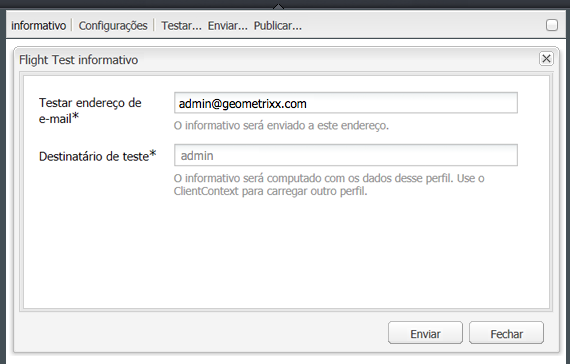 informativo Configurações Testar... Enviar... Publicar...
Flight Test informativo
Testar endereço de
e-mail*
admin@geometrixx.com
O informativo será enviado a este endereço.
Destinatário de teste*
admin
O informativo será computado com os dados desse perfil. Use o
ClientContext para carregar outro perfil.
Enviar Fechar